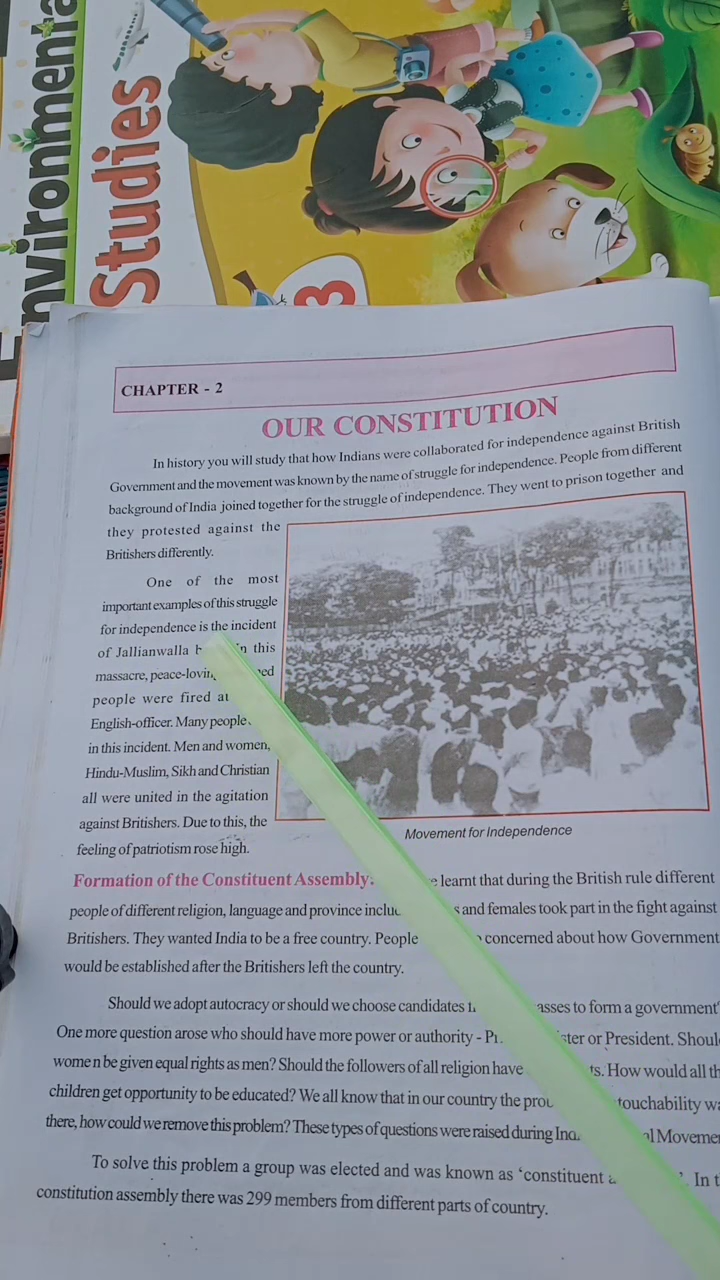 Environmenta
Studies
3
CHAPTER - 2
OUR CONSTITUTION
In history you will study that how Indians were collaborated for independence against British
Government and the movement was known by the name of struggle for independence. People from different
background of India joined together for the struggle of independence. They went to prison together and
they protested against the
Britishers differently.
One of the most
important examples of this struggle
for independence is the incident
of Jallianwalla this
massacre, peace-
people were fired
English-officer. Many people
in this incident. Men and women,
Hindu-Muslim, Sikh and Christian
all were united in the agitation
against Britishers. Due to this, the
feeling of patriotism rose high.
Movement for Independence
Formation of the Constituent Assembly: learnt that during the British rule different
people of different religion, language and province and females took part in the fight against
Britishers. They wanted India to be a free country. People concerned about how Government
would be established after the Britishers left the country.
Should we adopt autocracy or should we choose candidates to form a government
One more question arose who should have more power or authority - or President.
women be given equal rights as men? Should the followers of all religion have How would all
children get opportunity to be educated? We all know that in our country the
there, how could we remove this problem? These types of questions were raised during
To solve this problem a group was elected and was known as 'constituent In
constitution assembly there was 299 members from different parts of country.